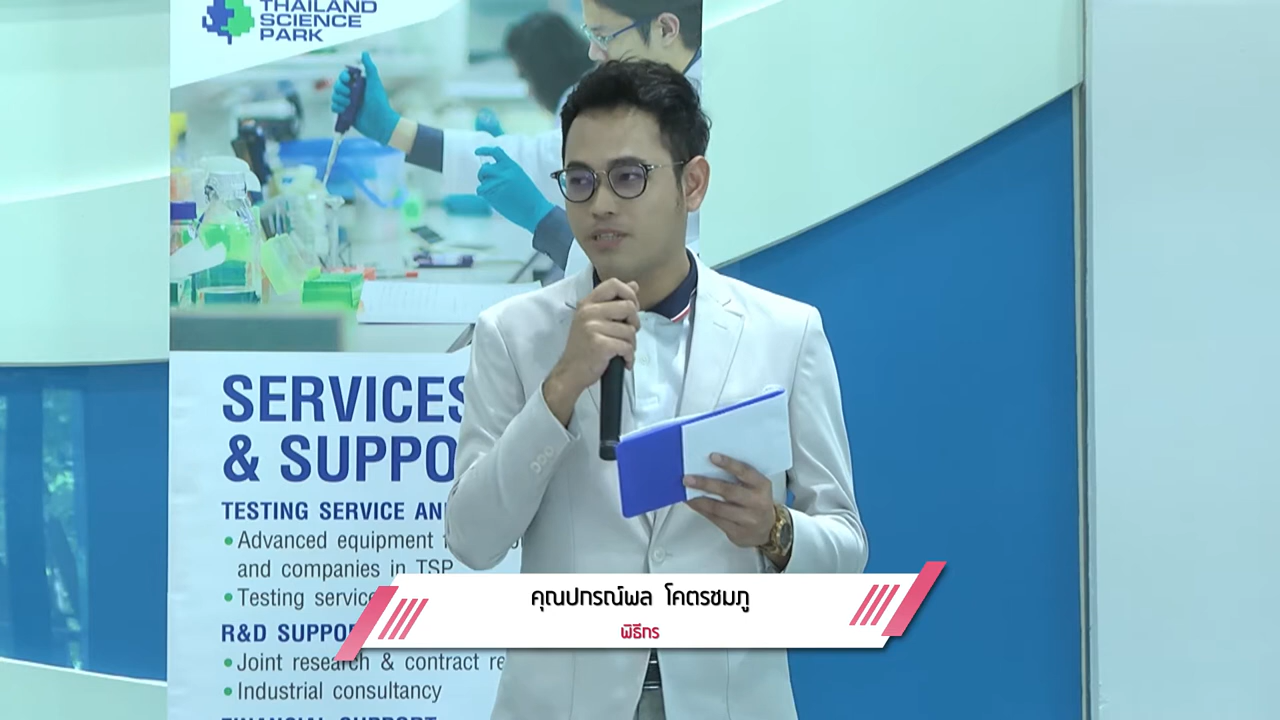 THAILAND
SCIENCE
PARK
SERVICES
& SUPPO
TESTING SERVICE AN
• Advanced equipment
and companies in TSP
• Testing service
R&D SUPPO
• Joint research & contract re
• Industrial consultancy
FINANCIAL SUPPORT
คุณปกรณ์พล โคตรชมภู
พิธีกร